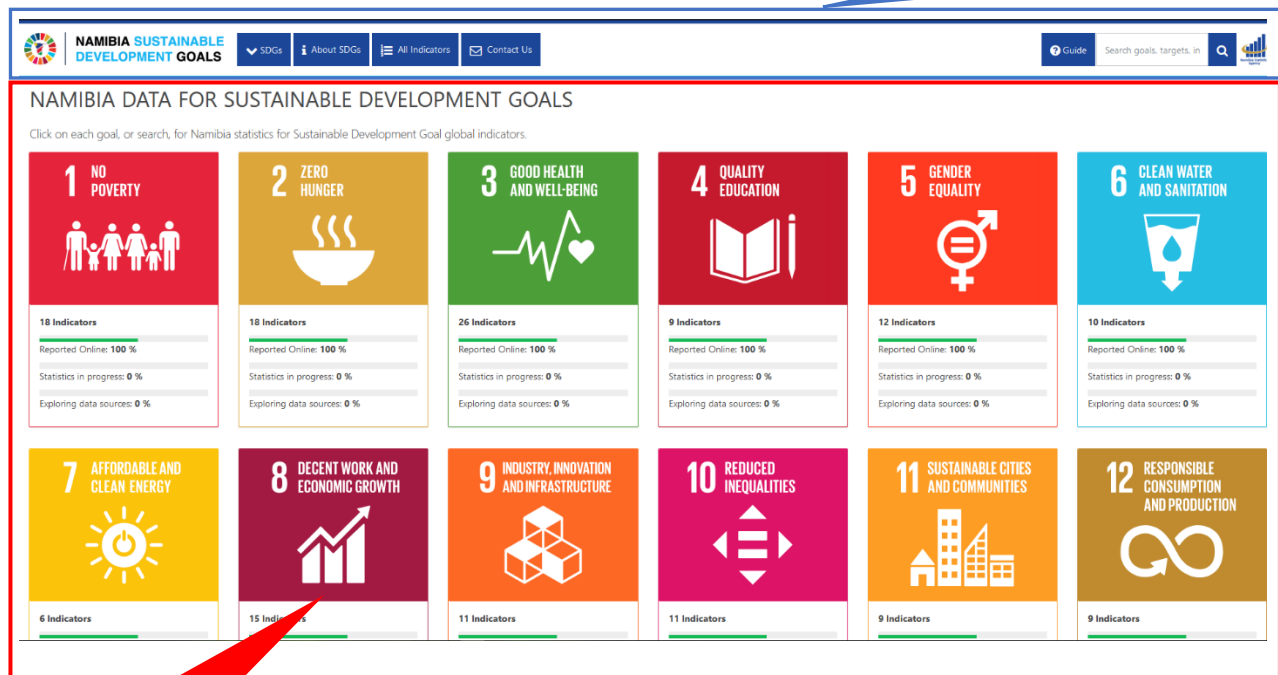 NAMIBIA SUSTAINABLE
DEVELOPMENT GOALS
SDGs
About SDGs
All Indicators
Contact Us
Guide
Search goals, targets, in
NAMIBIA DATA FOR SUSTAINABLE DEVELOPMENT GOALS
Click on each goal, or search, for Namibia statistics for Sustainable Development Goal global indicators.
1 NO
POVERTY
2 ZERO
HUNGER
3 GOOD HEALTH
AND WELL-BEING
4 QUALITY
EDUCATION
5 GENDER
EQUALITY
6 CLEAN WATER
AND SANITATION
18 Indicators
Reported Online: 100 %
Statistics in progress: 0 %
Exploring data sources: 0 %
18 Indicators
Reported Online: 100 %
Statistics in progress: 0 %
Exploring data sources: 0 %
26 Indicators
Reported Online: 100 %
Statistics in progress: 0 %
Exploring data sources: 0 %
9 Indicators
Reported Online: 100 %
Statistics in progress: 0 %
Exploring data sources: 0 %
12 Indicators
Reported Online: 100 %
Statistics in progress: 0 %
Exploring data sources: 0 %
10 Indicators
Reported Online: 100 %
Statistics in progress: 0 %
Exploring data sources: 0 %
7 AFFORDABLE AND
CLEAN ENERGY
8 DECENT WORK AND
ECONOMIC GROWTH
9 INDUSTRY, INNOVATION
AND INFRASTRUCTURE
10 REDUCED
INEQUALITIES
11 SUSTAINABLE CITIES
AND COMMUNITIES
12 RESPONSIBLE
CONSUMPTION
AND PRODUCTION
6 Indicators
15 Indicators
11 Indicators
11 Indicators
9 Indicators
9 Indicators